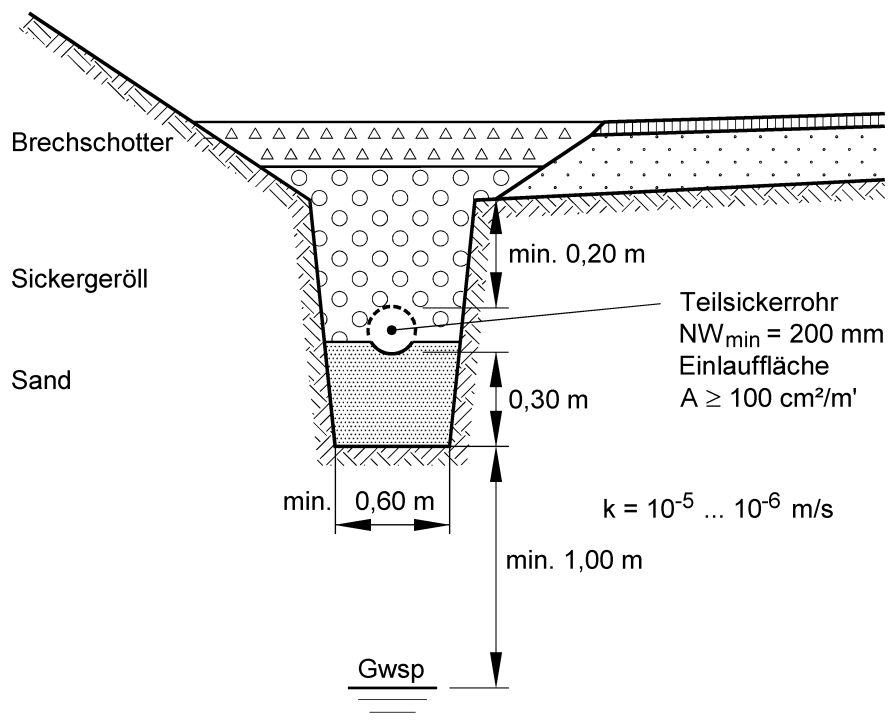 Brechschotter
min. 0,20 m
Sickergeröll
Teilsickerrohr
NWmin = 200 mm
Einlauffläche
A ≥ 100 cm²/m'
Sand
0,30 m
min. 0,60 m
k = 10-5 ... 10-6 m/s
min. 1,00 m
Gwsp